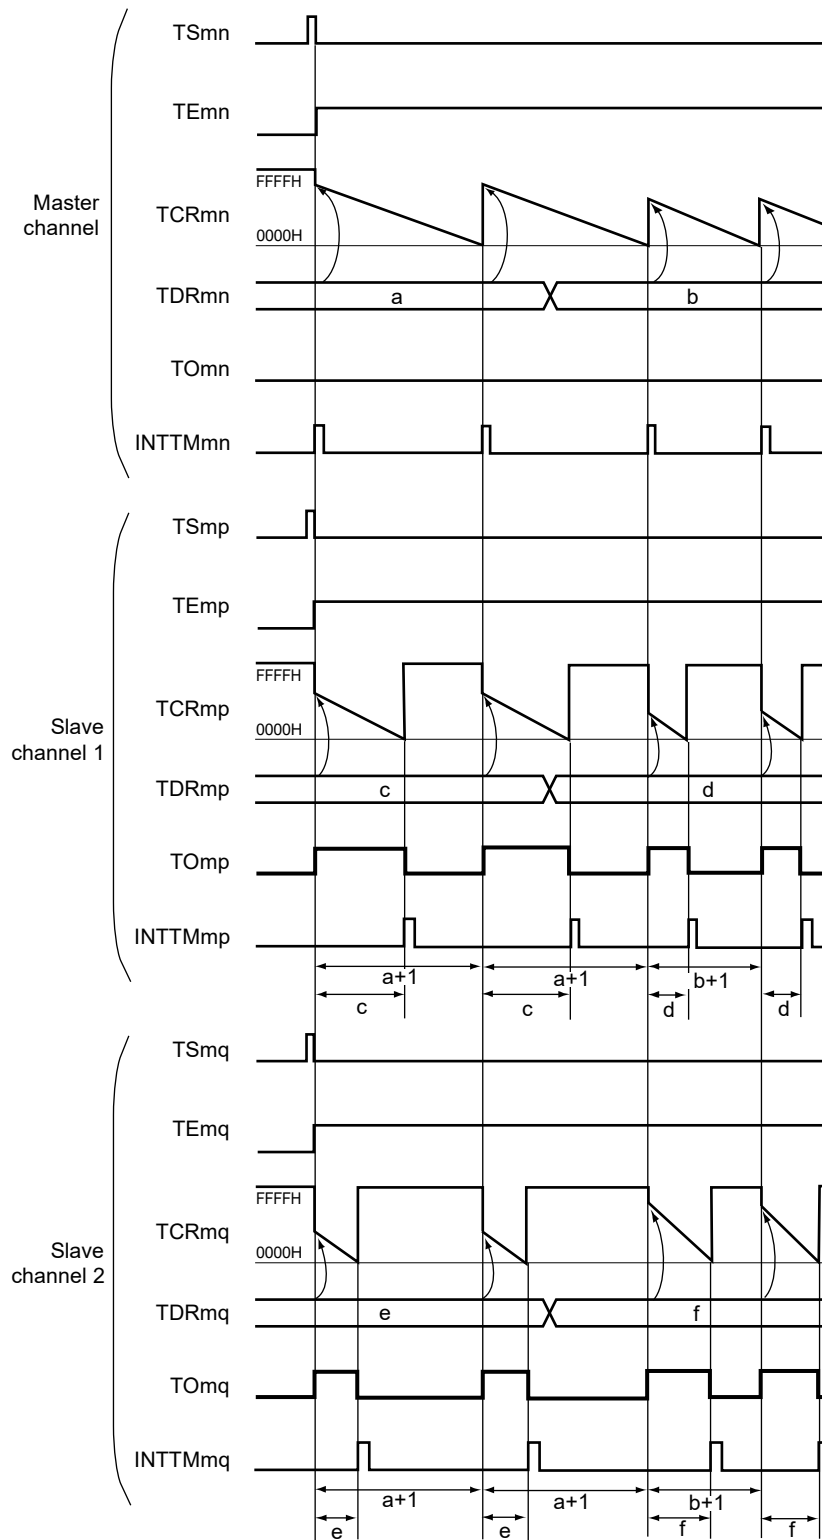 TSmn
TEmn
FFFFH
Master
channel
TCRmn
0000H
TDRmn
a
b
TOmn
INTTMmn
TSmp
TEmp
FFFFH
Slave
channel 1
TCRmp
0000H
TDRmp
c
d
TOmp
INTTMmp
a+1
a+1
b+1
c
c
d
d
TSmq
TEmq
FFFFH
Slave
channel 2
TCRmq
0000H
TDRmq
e
f
TOmq
INTTMmq
a+1
a+1
b+1
e
e
f
f